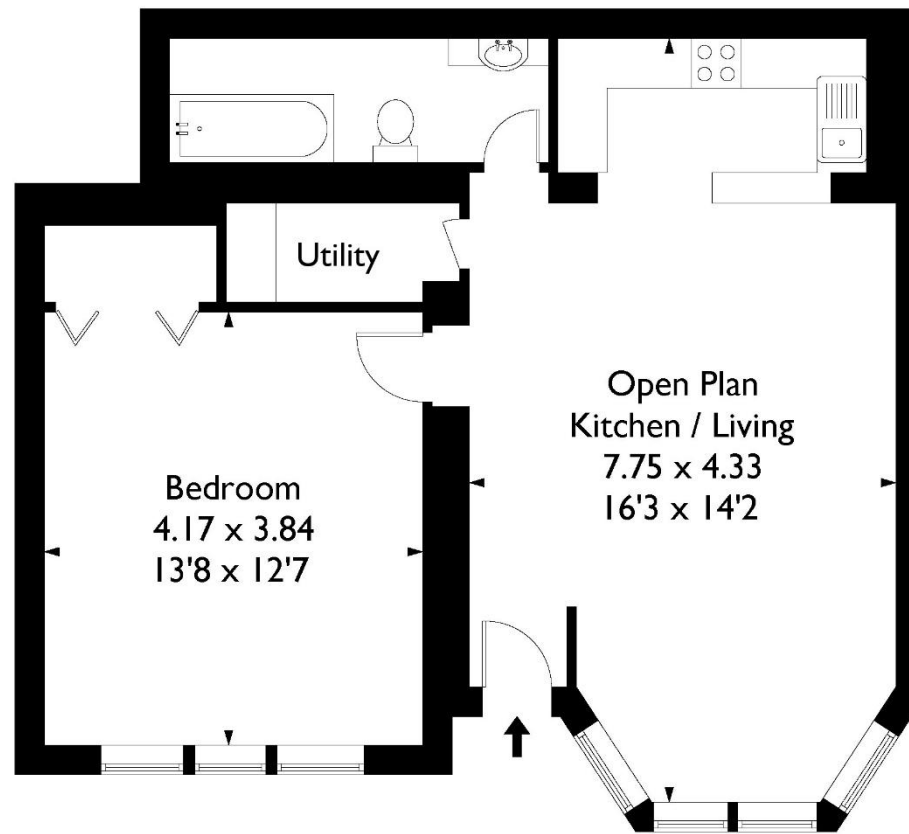 Utility
Open Plan
Kitchen / Living
7.75 x 4.33
16'3 x 14'2
Bedroom
4.17 x 3.84
13'8 x 12'7